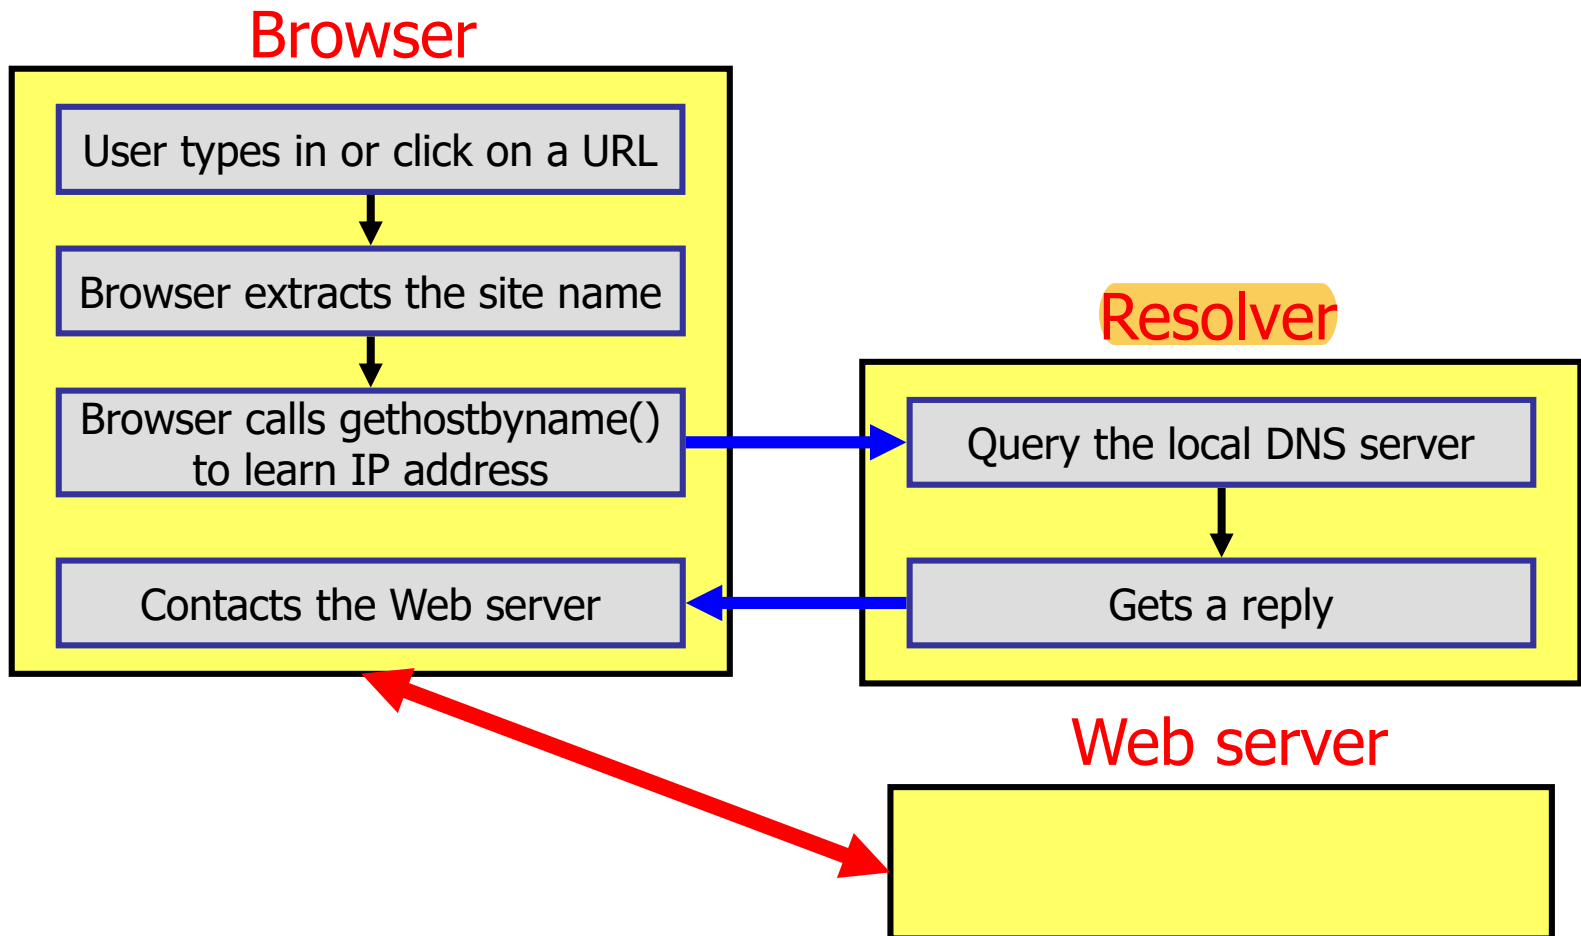 Browser
User types in or click on a URL
Browser extracts the site name
Browser calls gethostbyname()
to learn IP address
Contacts the Web server
Resolver
Query the local DNS server
Gets a reply
Web server